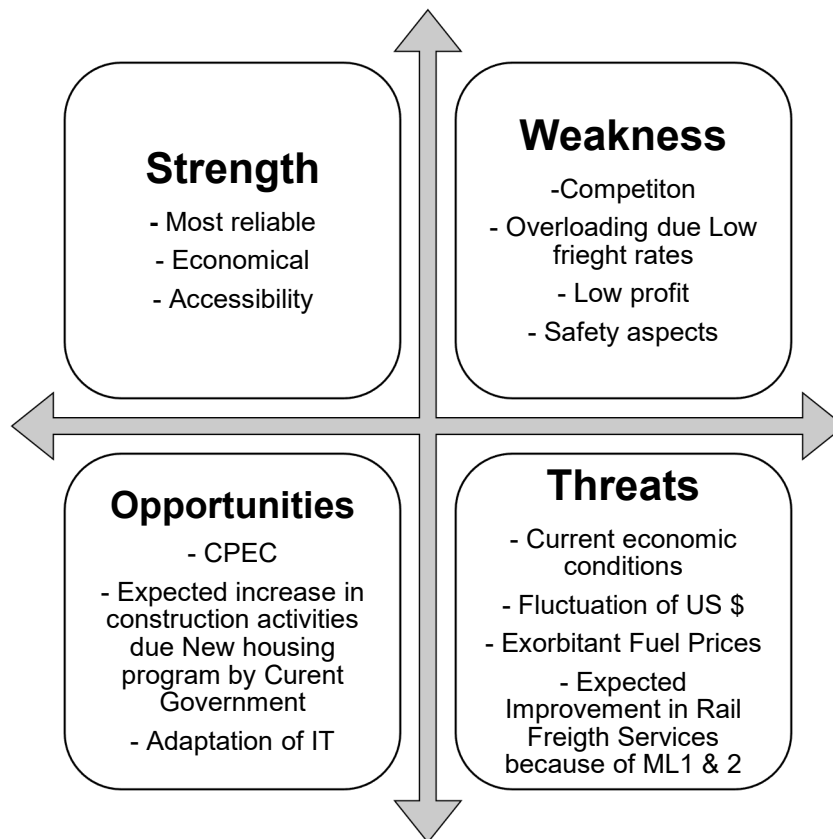 Strength
- Most reliable
- Economical
- Accessibility
Weakness
-Competiton
- Overloading due Low
frieght rates
- Low profit
- Safety aspects
Opportunities
- CPEC
- Expected increase in
construction activities
due New housing
program by Curent
Government
- Adaptation of IT
Threats
- Current economic
conditions
- Fluctuation of US $
- Exorbitant Fuel Prices
- Expected
Improvement in Rail
Freigth Services
because of ML1 & 2